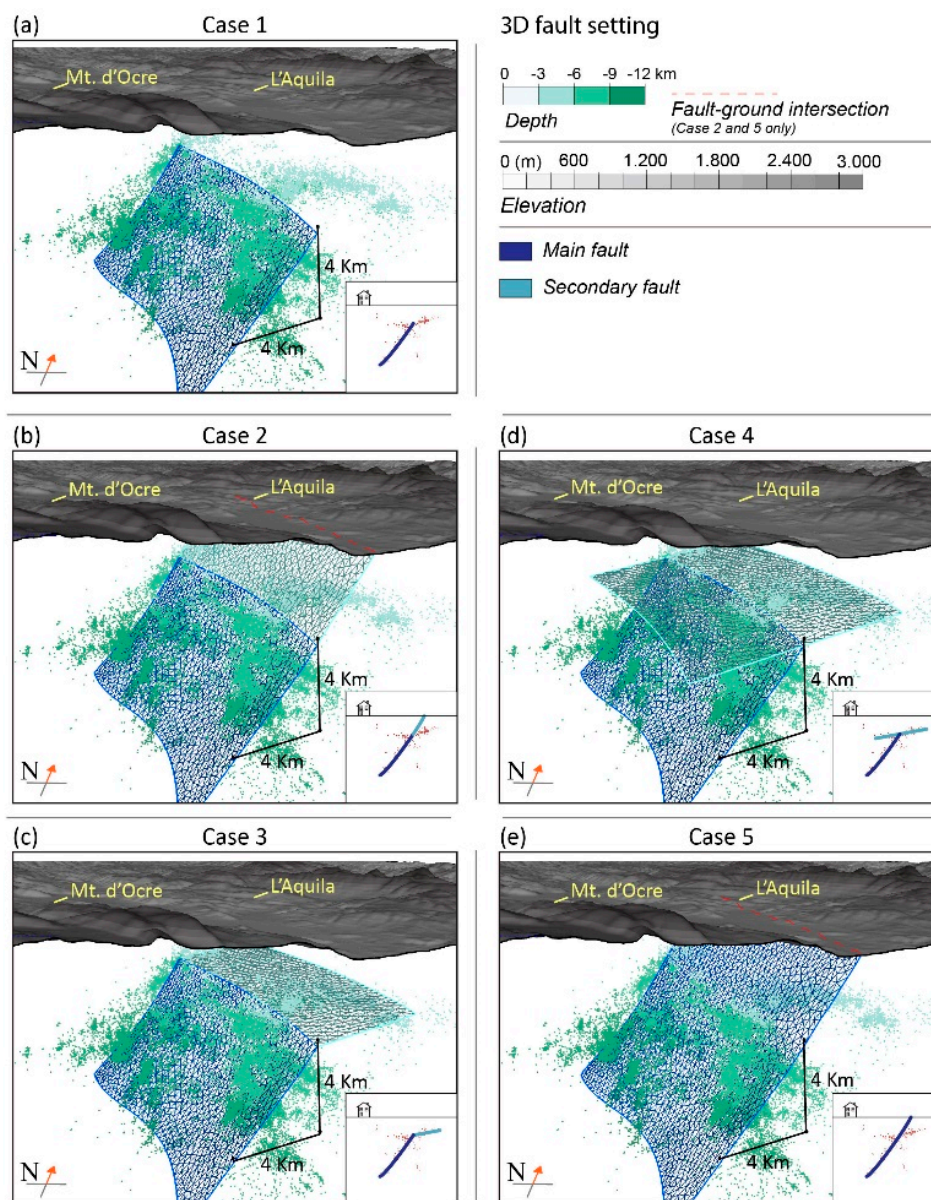 (a) Case 1
Mt. d'Ocre
L'Aquila
4 Km
4 Km
N
3D fault setting
0 -3 -6 -9 -12 km
Depth
Fault-ground intersection
(Case 2 and 5 only)
0 (m) 600 1.200 1.800 2.400 3.000
Elevation
Main fault
Secondary fault
(b) Case 2
Mt. d'Ocre
L'Aquila
4 Km
4 Km
N
(d) Case 4
Mt. d'Ocre
L'Aquila
4 Km
4 Km
N
(c) Case 3
Mt. d'Ocre
L'Aquila
4 Km
4 Km
N
(e) Case 5
Mt. d'Ocre
L'Aquila
4 Km
4 Km
N